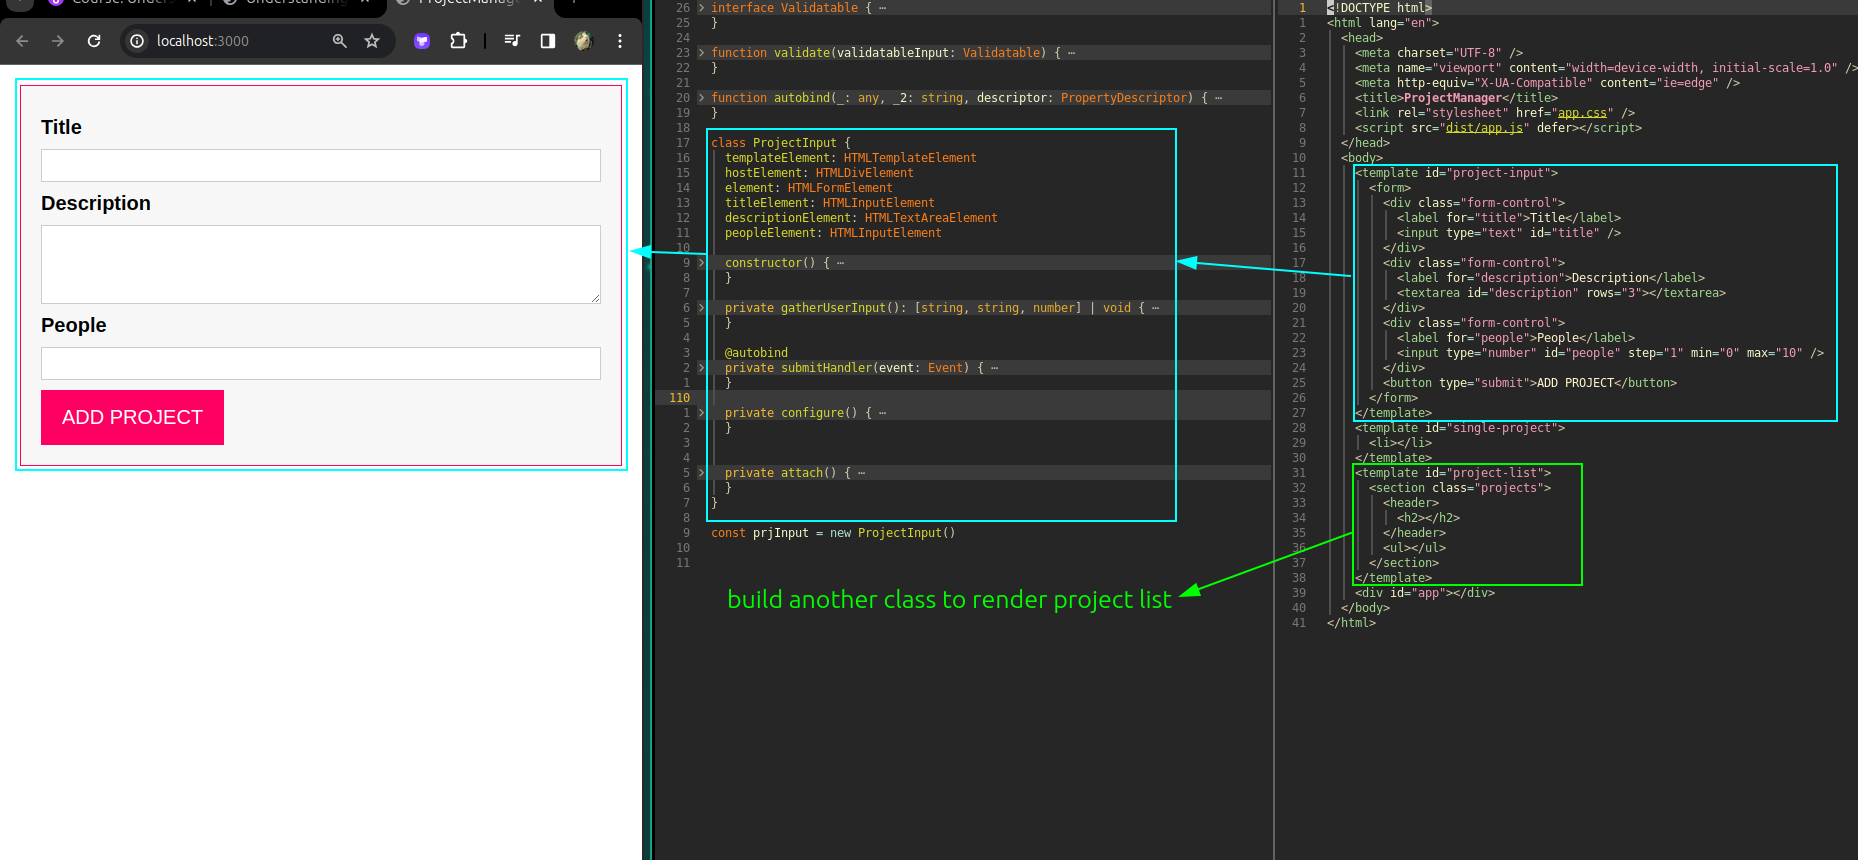 Course: Unders
Understanding
ProjectManage
localhost:3000
Title
Description
People
ADD PROJECT
26 > interface Validatable { ⋯
25 }
24
23 > function validate(validatableInput: Validatable) { ⋯
22 }
21
20 > function autobind(_: any, _2: string, descriptor: PropertyDescriptor) { ⋯
19 }
18
17 class ProjectInput {
16 templateElement: HTMLTemplateElement
15 hostElement: HTMLDivElement
14 element: HTMLFormElement
13 titleElement: HTMLInputElement
12 descriptionElement: HTMLTextAreaElement
11 peopleElement: HTMLInputElement
10
9 > constructor() { ⋯
8 }
7
6 > private gatherUserInput(): [string, string, number] | void { ⋯
5 }
4
3 @autobind
2 > private submitHandler(event: Event) { ⋯
1 }
110
1 > private configure() { ⋯
2 }
3
4
5 > private attach() { ⋯
6 }
7 }
8
9 const prjInput = new ProjectInput()
10
11
build another class to render project list
1 <!DOCTYPE html>
1 <html lang="en">
2 <head>
3 <meta charset="UTF-8" />
4 <meta name="viewport" content="width=device-width, initial-scale=1.0" />
5 <meta http-equiv="X-UA-Compatible" content="ie=edge" />
6 <title>ProjectManager</title>
7 <link rel="stylesheet" href="app.css" />
8 <script src="dist/app.js" defer></script>
9 </head>
10 <body>
11 <template id="project-input">
12 <form>
13 <div class="form-control">
14 <label for="title">Title</label>
15 <input type="text" id="title" />
16 </div>
17 <div class="form-control">
18 <label for="description">Description</label>
19 <textarea id="description" rows="3"></textarea>
20 </div>
21 <div class="form-control">
22 <label for="people">People</label>
23 <input type="number" id="people" step="1" min="0" max="10" />
24 </div>
25 <button type="submit">ADD PROJECT</button>
26 </form>
27 </template>
28 <template id="single-project">
29 <li></li>
30 </template>
31 <template id="project-list">
32 <section class="projects">
33 <header>
34 <h2></h2>
35 </header>
36 <ul></ul>
37 </section>
38 </template>
39 <div id="app"></div>
40 </body>
41 </html>